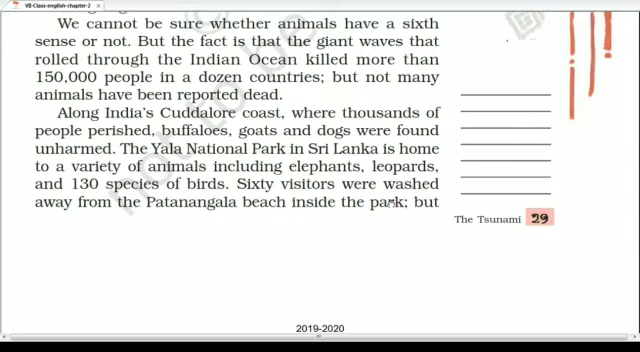 VB-Class-english-chapter-2
We cannot be sure whether animals have a sixth
sense or not. But the fact is that the giant waves that
rolled through the Indian Ocean killed more than
150,000 people in a dozen countries; but not many
animals have been reported dead.
Along India's Cuddalore coast, where thousands of
people perished, buffaloes, goats and dogs were found
unharmed. The Yala National Park in Sri Lanka is home
to a variety of animals including elephants, leopards,
and 130 species of birds. Sixty visitors were washed
away from the Patanangala beach inside the park; but
The Tsunami 29
2019-2020
not to be